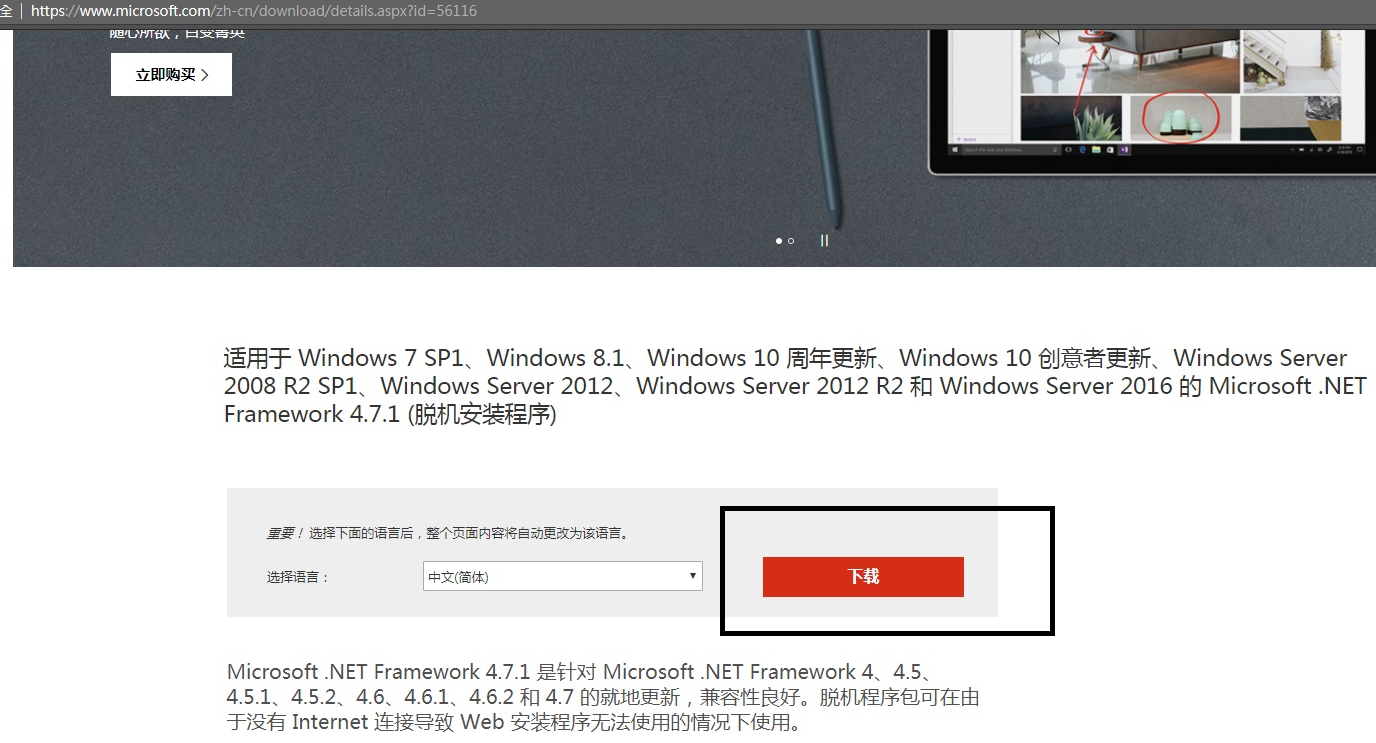 全 | https://www.microsoft.com/zh-cn/download/details.aspx?id=56116
随心所欲，百变菁英
立即购买
适用于 Windows 7 SP1、Windows 8.1、Windows 10 周年更新、Windows 10 创意者更新、Windows Server
2008 R2 SP1、Windows Server 2012、Windows Server 2012 R2 和 Windows Server 2016 的 Microsoft .NET
Framework 4.7.1 (脱机安装程序)
重要！选择下面的语言后，整个页面内容将自动更改为该语言。
选择语言：
中文(简体)
下载
Microsoft .NET Framework 4.7.1 是针对 Microsoft .NET Framework 4、4.5、
4.5.1、4.5.2、4.6、4.6.1、4.6.2 和 4.7 的就地更新，兼容性良好。脱机程序包可在由
于没有 Internet 连接导致 Web 安装程序无法使用的情况下使用。